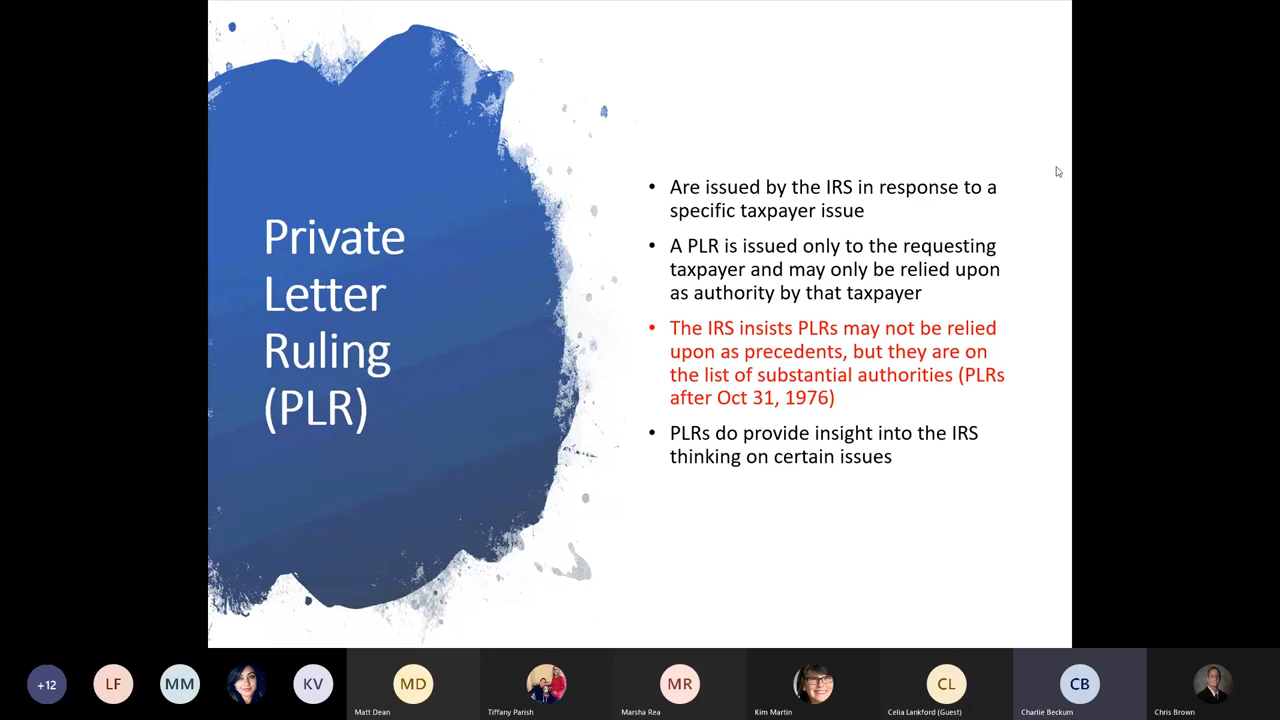 Private
Letter
Ruling
(PLR)
• Are issued by the IRS in response to a
specific taxpayer issue
• A PLR is issued only to the requesting
taxpayer and may only be relied upon
as authority by that taxpayer
• The IRS insists PLRs may not be relied
upon as precedents, but they are on
the list of substantial authorities (PLRs
after Oct 31, 1976)
• PLRs do provide insight into the IRS
thinking on certain issues
+12
LF
MM
KV
MD
Matt Dean
Tiffany Parish
MR
Marsha Rea
Kim Martin
CL
Celia Lankford (Guest)
CB
Charlie Beckum
Chris Brown